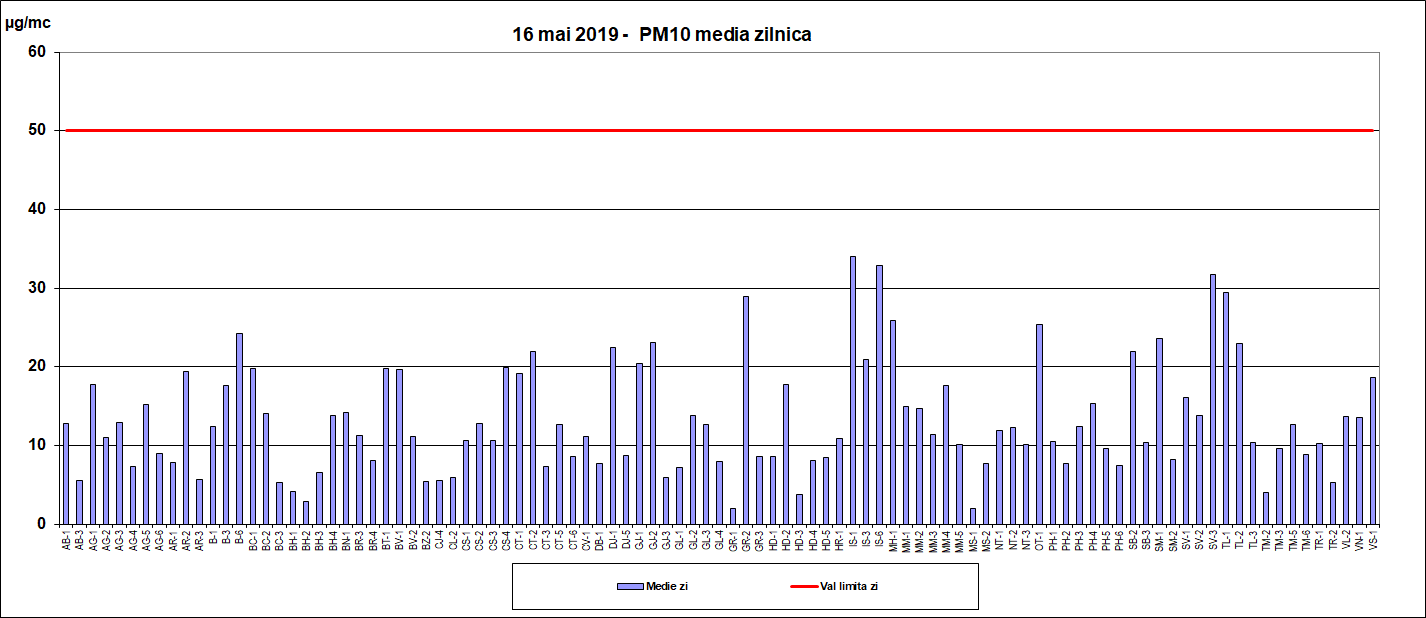 µg/mc
16 mai 2019 - PM10 media zilnica
60
50
40
30
20
10
0
AB-1 AB-3 AG-1 AG-2 AG-3 AG-4 AG-5 AG-6 AR-1 AR-2 AR-3 B-1 B-3 B-6 BC-1 BC-2 BC-3 BH-1 BH-2 BH-3 BH-4 BN-1 BR-3 BR-4 BT-1 BV-1 BV-2 BZ-2 CJ-4 CL-2 CS-1 CS-2 CS-3 CS-4 CT-1 CT-2 CT-3 CT-5 CT-6 CV-1 DB-1 DJ-1 DJ-5 GJ-1 GJ-2 GJ-3 GL-1 GL-2 GL-3 GL-4 GR-1 GR-2 GR-3 HD-1 HD-2 HD-3 HD-4 HD-5 HR-1 IS-1 IS-3 IS-6 MH-1 MM-1 MM-2 MM-3 MM-4 MM-5 MS-1 MS-2 NT-1 NT-2 NT-3 OT-1 PH-1 PH-2 PH-3 PH-4 PH-5 PH-6 SB-2 SB-3 SM-1 SM-2 SV-1 SV-2 SV-3 TL-1 TL-2 TL-3 TM-2 TM-3 TM-5 TM-6 TR-1 TR-2 VL-2 VN-1 VS-1
Medie zi Val limita zi